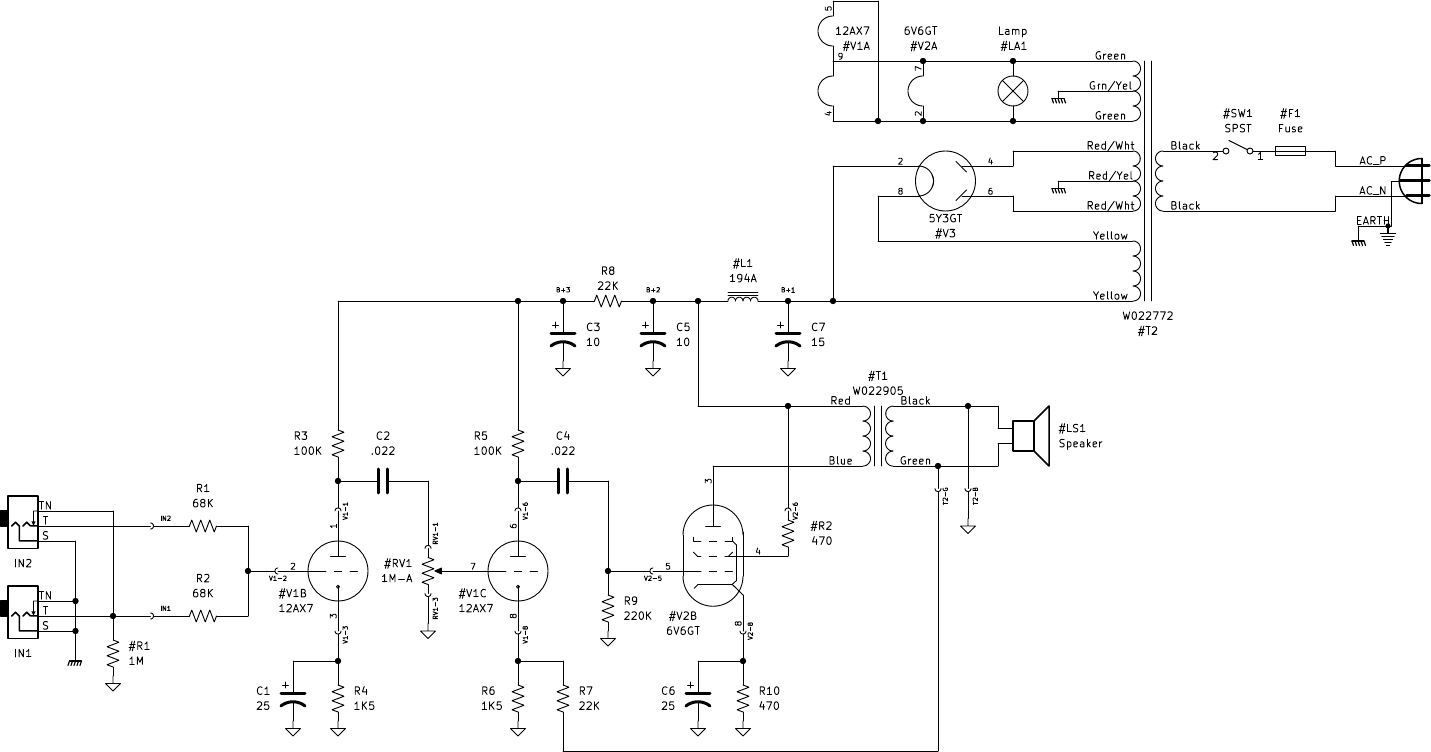 5
12AX7
#V1A
9
4
6V6GT
#V2A
7
2
Lamp
#LA1
Green
Grn/Yel
Green
#SW1
SPST
2
1
#F1
Fuse
Black
Black
AC_P
AC_N
EARTH
Red/Wht
Red/Yel
Red/Wht
2
4
8
6
5Y3GT
#V3
Yellow
Yellow
W022772
#T2
B+3
R8
22K
B+2
#L1
194A
B+1
+
C3
10
+
C5
10
+
C7
15
#T1
W022905
Red
Black
Blue
Green
#LS1
Speaker
T2-G
T2-B
R3
100K
C2
.022
R5
100K
C4
.022
3
V2-6
#R2
470
4
TN
T
S
IN2
IN2
R1
68K
TN
T
S
IN1
IN1
R2
68K
#R1
1M
2
V1-2
V1-1
1
#V1B
12AX7
3
V1-3
RV1-1
#RV1
1M-A
RV1-3
7
V1-6
6
#V1C
12AX7
8
V1-8
5
V2-5
R9
220K
#V2B
6V6GT
8
V2-8
+
C1
25
R4
1K5
R6
1K5
R7
22K
+
C6
25
R10
470